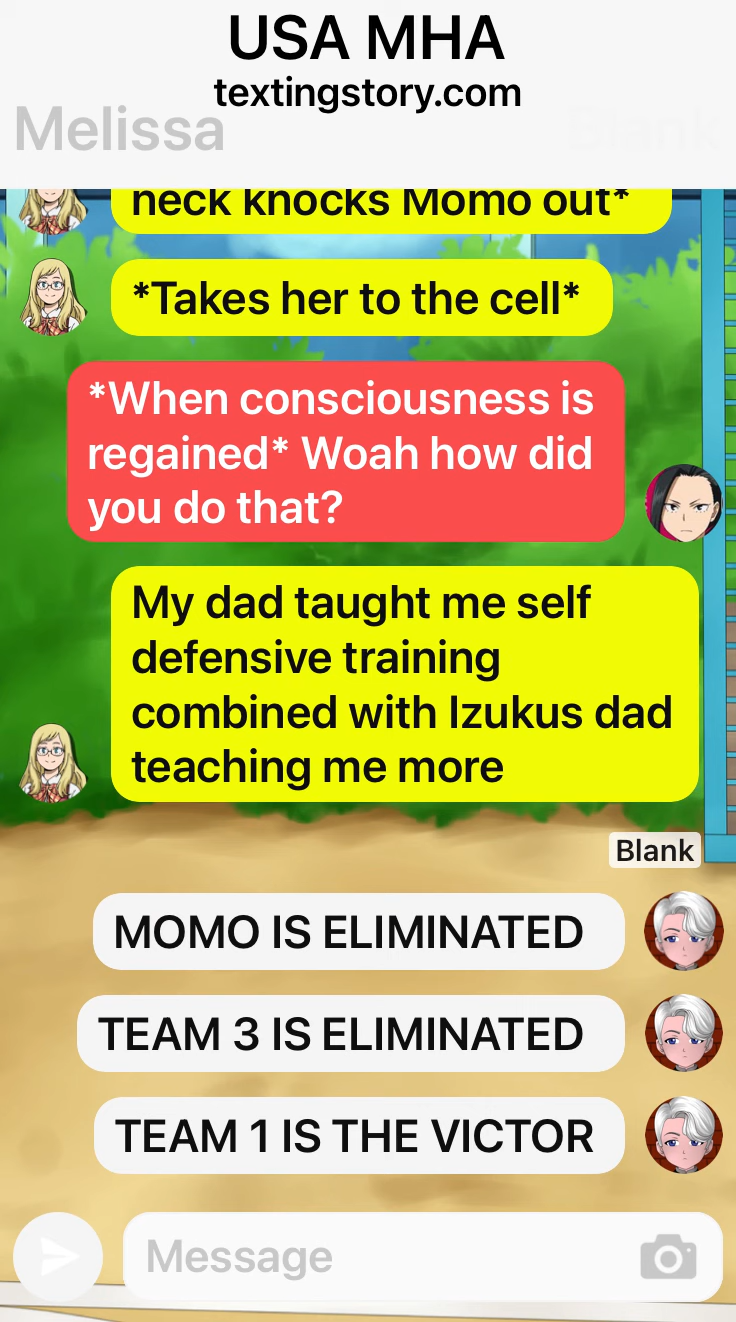 USA MHA
textingstory.com
Melissa
Blank
neck knocks Momo out*
*Takes her to the cell*
*When consciousness is
regained* Woah how did
you do that?
My dad taught me self
defensive training
combined with Izukus dad
teaching me more
Blank
MOMO IS ELIMINATED
TEAM 3 IS ELIMINATED
TEAM 1 IS THE VICTOR
Message